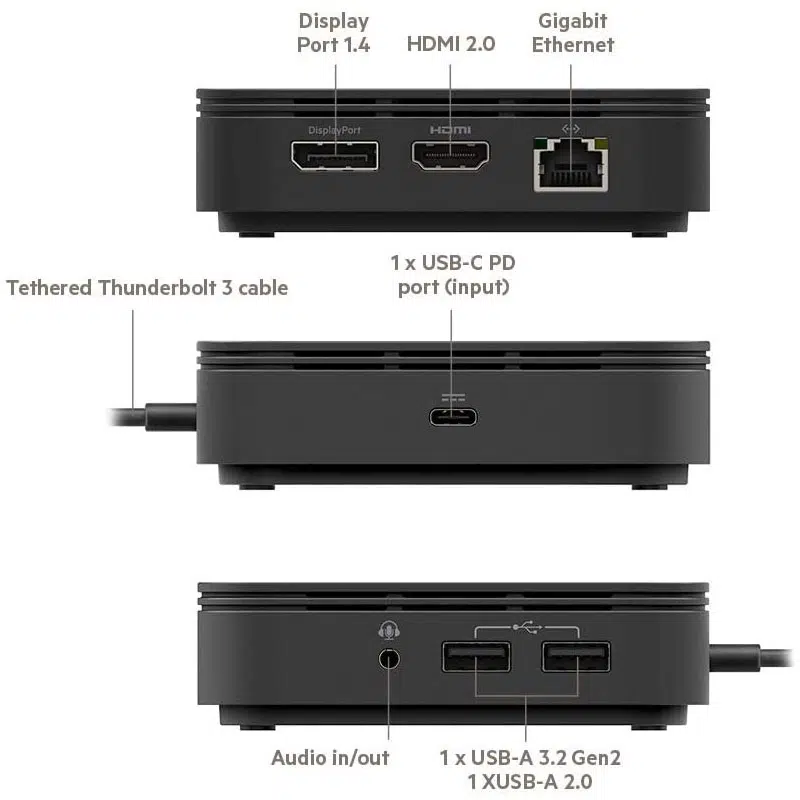 Display
Port 1.4
HDMI 2.0
Gigabit
Ethernet
DisplayPort
HDMI
Tethered Thunderbolt 3 cable
1 x USB-C PD
port (input)
Audio in/out
1 x USB-A 3.2 Gen2
1 XUSB-A 2.0